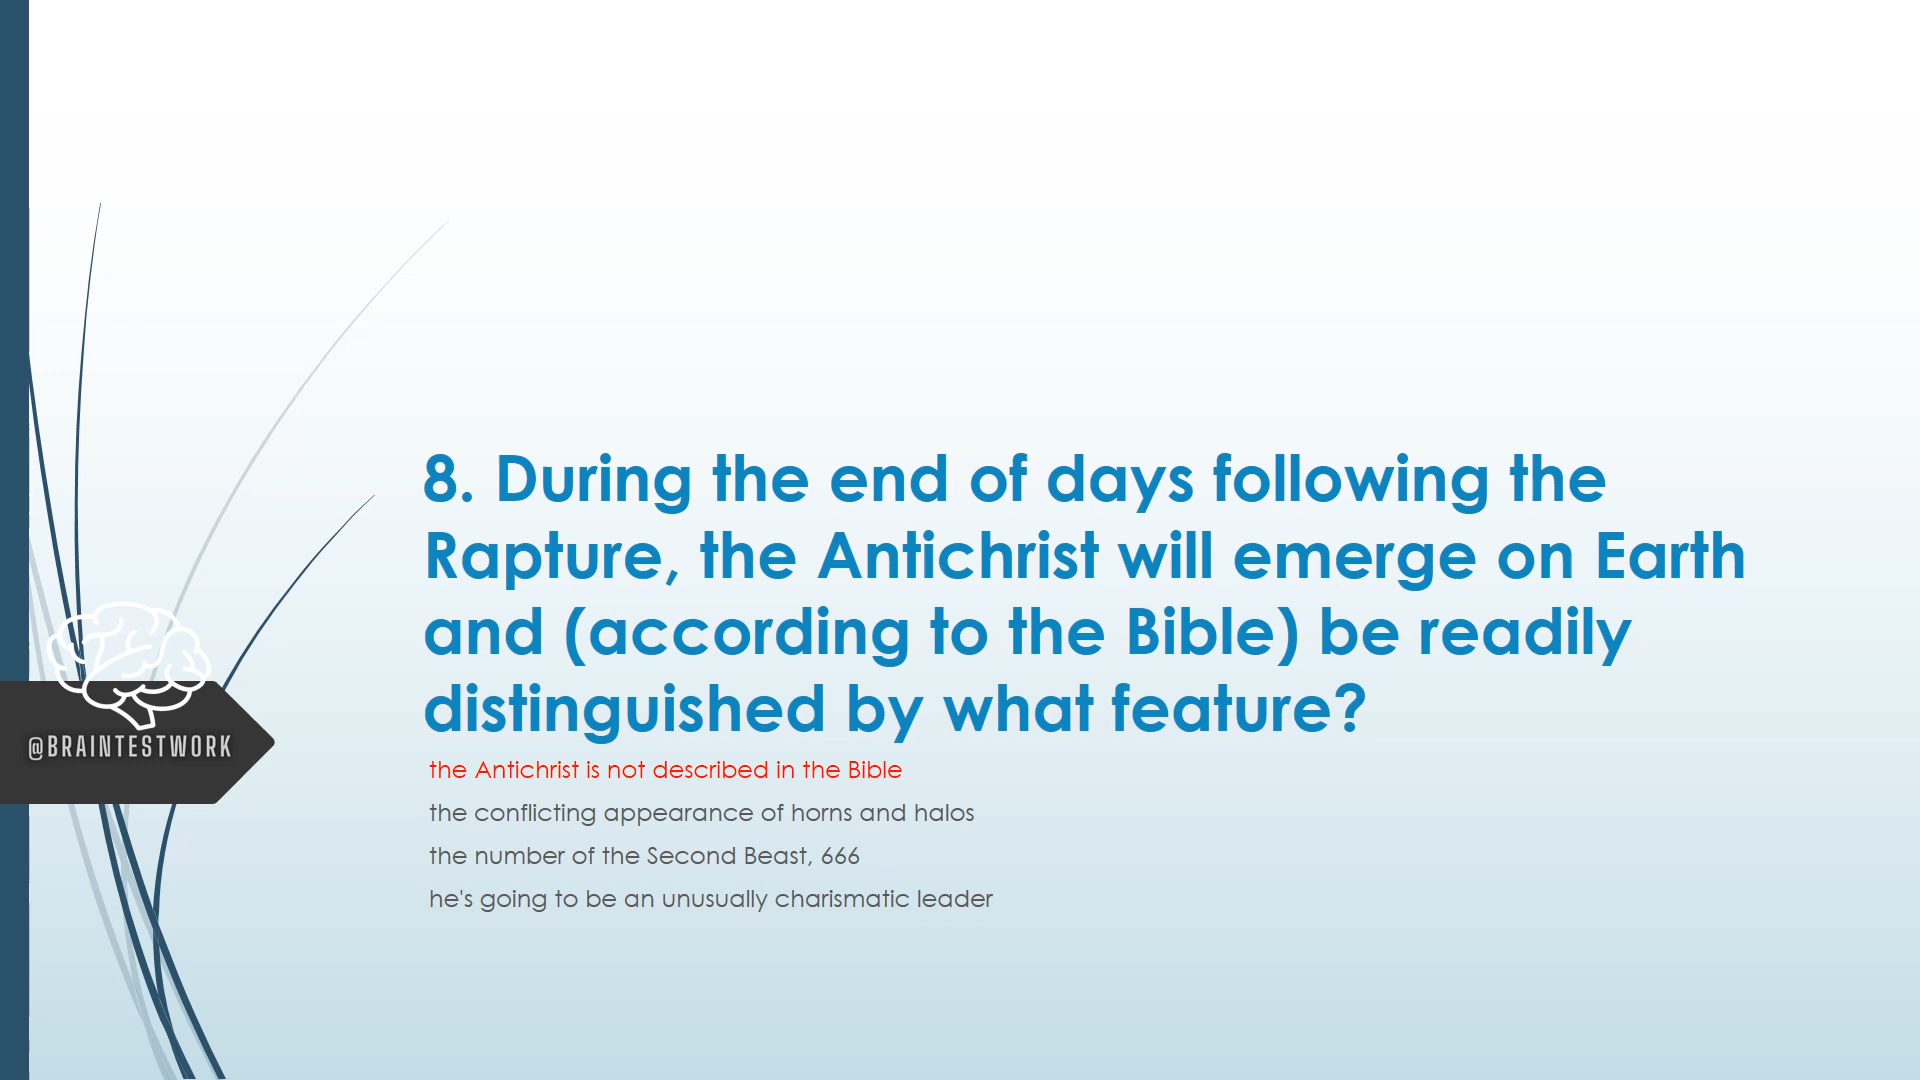 8. During the end of days following the
Rapture, the Antichrist will emerge on Earth
and (according to the Bible) be readily
distinguished by what feature?
the Antichrist is not described in the Bible
the conflicting appearance of horns and halos
the number of the Second Beast, 666
he's going to be an unusually charismatic leader
@BRAINTESTWORK